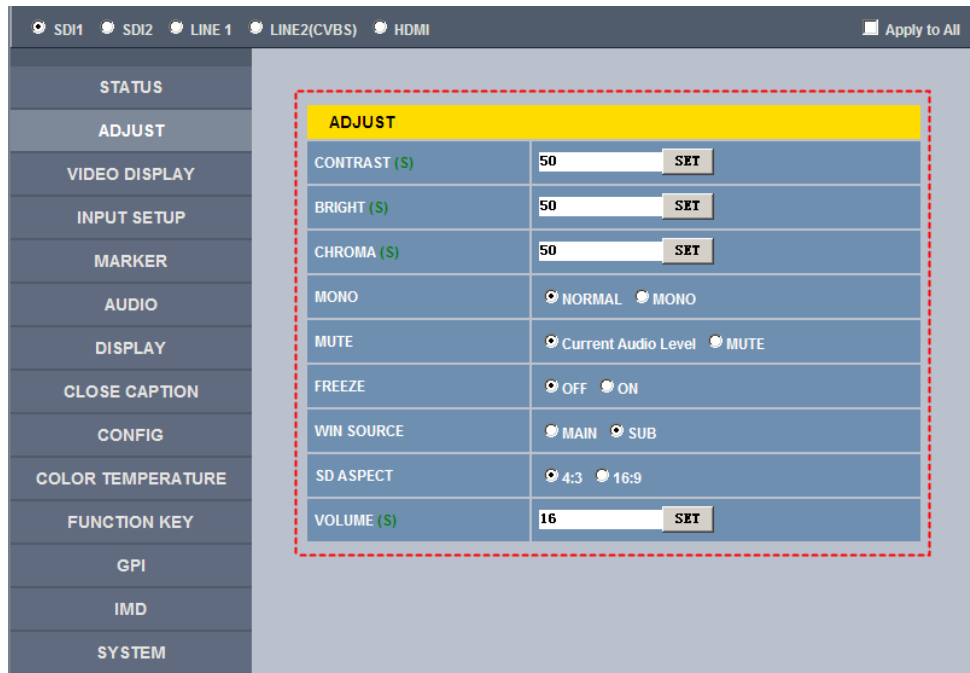 SDI1 SDI2 LINE 1 LINE2(CVBS) HDMI Apply to All
STATUS
ADJUST
VIDEO DISPLAY
INPUT SETUP
MARKER
AUDIO
DISPLAY
CLOSE CAPTION
CONFIG
COLOR TEMPERATURE
FUNCTION KEY
GPI
IMD
SYSTEM
ADJUST
CONTRAST (S) 50 SET
BRIGHT (S) 50 SET
CHROMA (S) 50 SET
MONO NORMAL MONO
MUTE Current Audio Level MUTE
FREEZE OFF ON
WIN SOURCE MAIN SUB
SD ASPECT 4:3 16:9
VOLUME (S) 16 SET